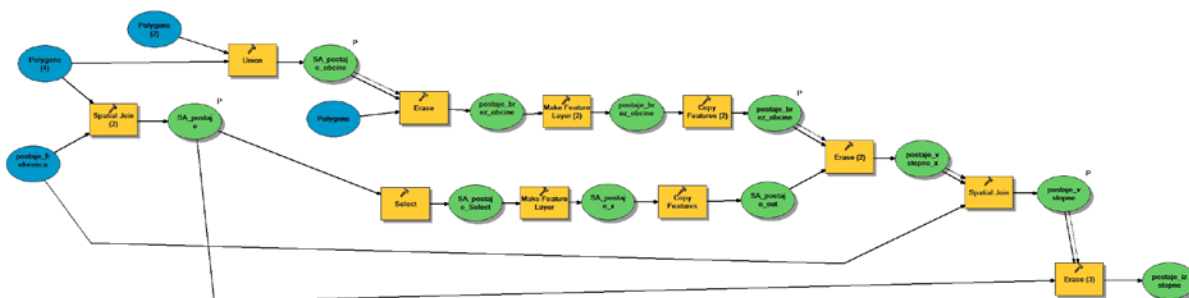 Polygons
(2)
P
Polygons
(4)
Union
SA_postaj
e_obcine
Polygons
Erase
postaje_br
ez_obcine
Make Feature
Layer (2)
postaje_br
ez_obcine
Copy
Features (2)
P
postaje_br
ez_obcine
Spatial Join
(2)
P
SA_postaj
e
postaje_fr
ekvenca
Erase (2)
postaje_v
stopne_x
Select
SA_postaj
e_Select
Make Feature
Layer
SA_postaj
e_x
Copy
Features
SA_postaj
e_out
Spatial Join
P
postaje_v
stopne
Erase (3)
postaje_iz
stopne